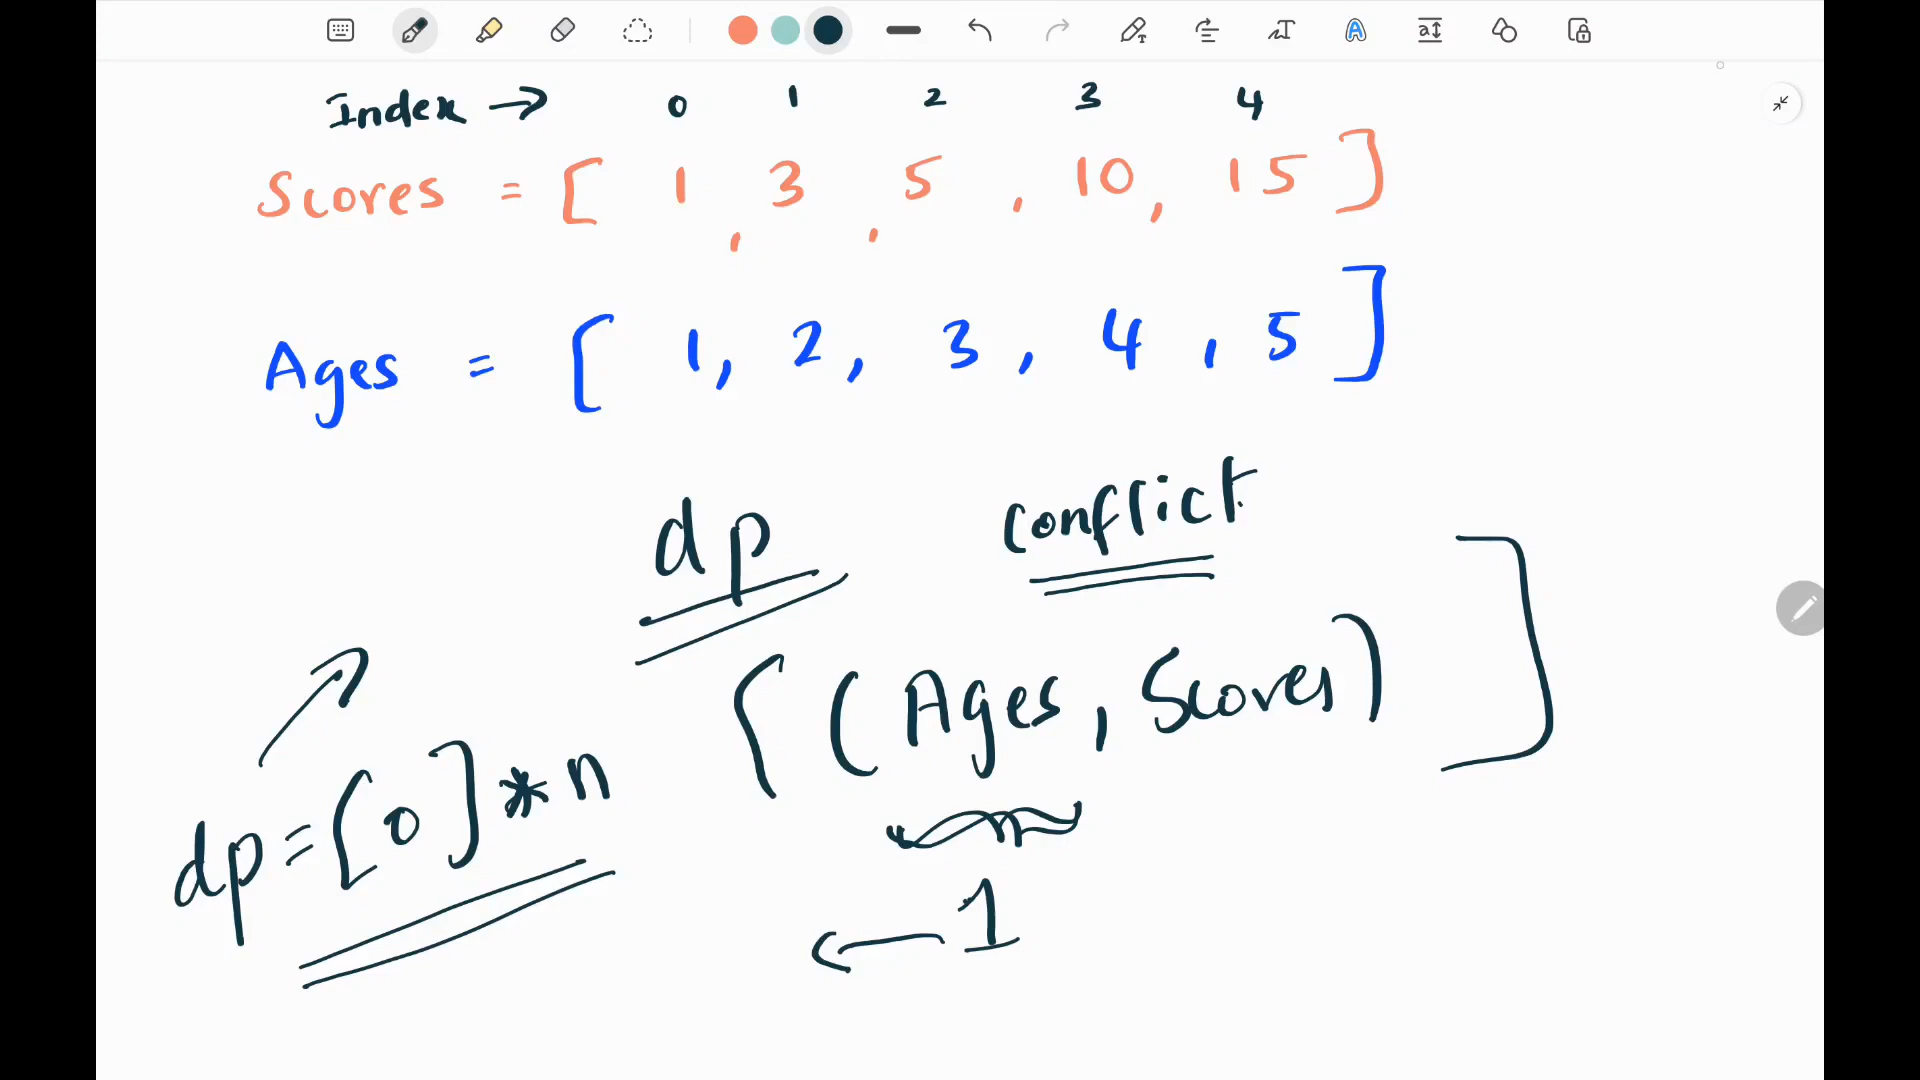 Index → 0 1 2 3 4
Scores = [ 1 , 3 , 5 , 10 , 15 ]
Ages = [ 1 , 2 , 3 , 4 , 5 ]
dp conflict
[ (Ages, Scores) ]
dp = [0] * n
← 1